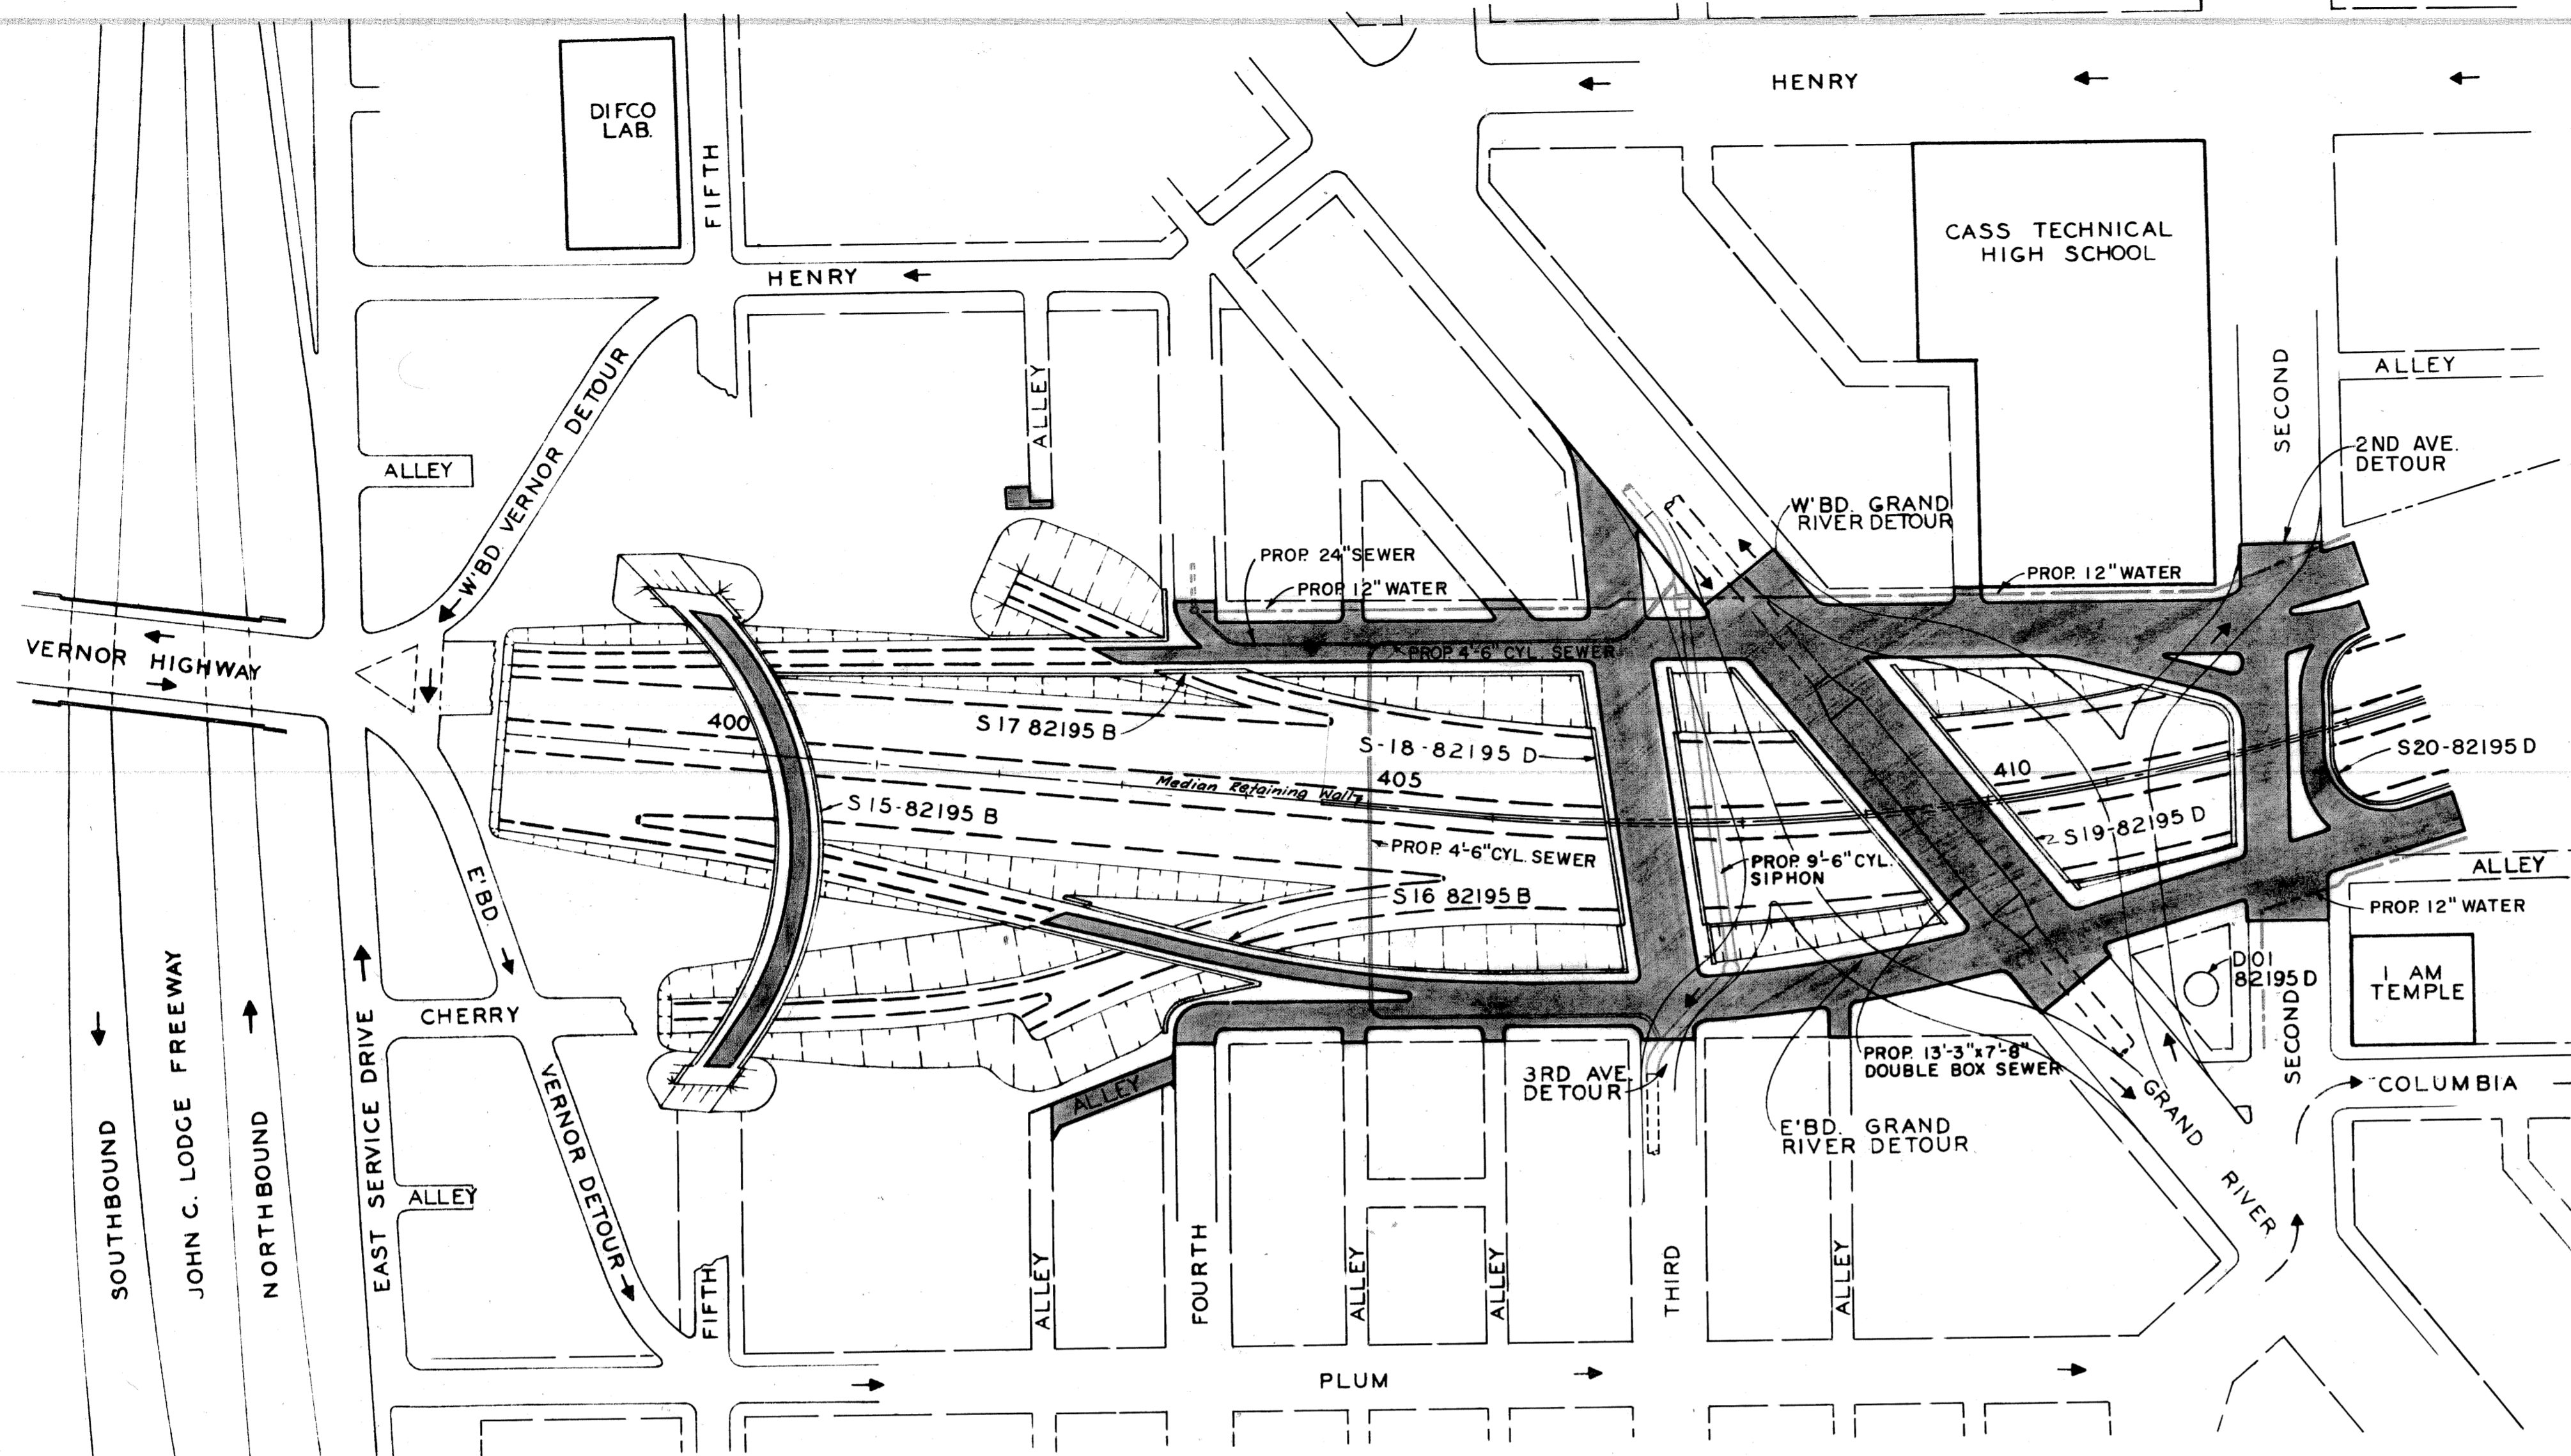 HENRY
DIFCO
LAB.
FIFTH
CASS TECHNICAL
HIGH SCHOOL
HENRY
W'BD. VERNOR DETOUR
ALLEY
SECOND
ALLEY
2ND AVE.
DETOUR
ALLEY
W'BD. GRAND
RIVER DETOUR
PROP. 24" SEWER
PROP. 12" WATER
PROP. 12" WATER
VERNOR HIGHWAY
PROP. 4'-6" CYL. SEWER
400
S 17 82195 B
S-18-82195 D
405
Median Retaining Wall
410
S20-82195 D
S 15-82195 B
S19-82195 D
PROP. 4'-6" CYL. SEWER
PROP. 9'-6" CYL.
SIPHON
ALLEY
S 16 82195 B
PROP. 12" WATER
E'BD.
D 01
82195 D
I AM
TEMPLE
CHERRY
SECOND
VERNOR DETOUR
PROP. 13'-3"x7'-8"
DOUBLE BOX SEWER
3RD AVE.
DETOUR
COLUMBIA
ALLEY
GRAND RIVER
E'BD. GRAND
RIVER DETOUR
SOUTHBOUND
JOHN C. LODGE FREEWAY
NORTHBOUND
EAST SERVICE DRIVE
ALLEY
FIFTH
ALLEY
FOURTH
ALLEY
ALLEY
THIRD
ALLEY
PLUM